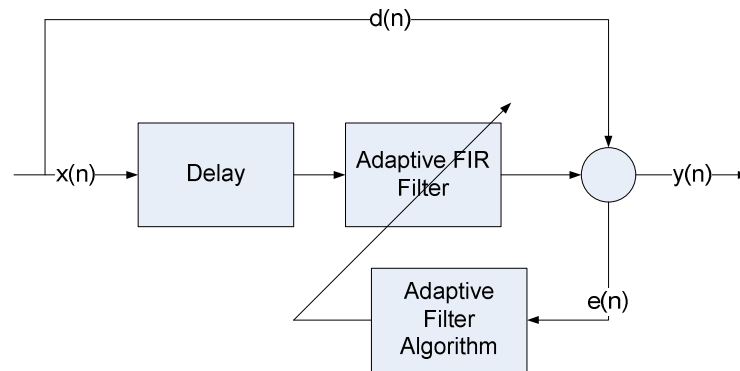 d(n)
x(n)
Delay
Adaptive FIR
Filter
y(n)
Adaptive
Filter
Algorithm
e(n)